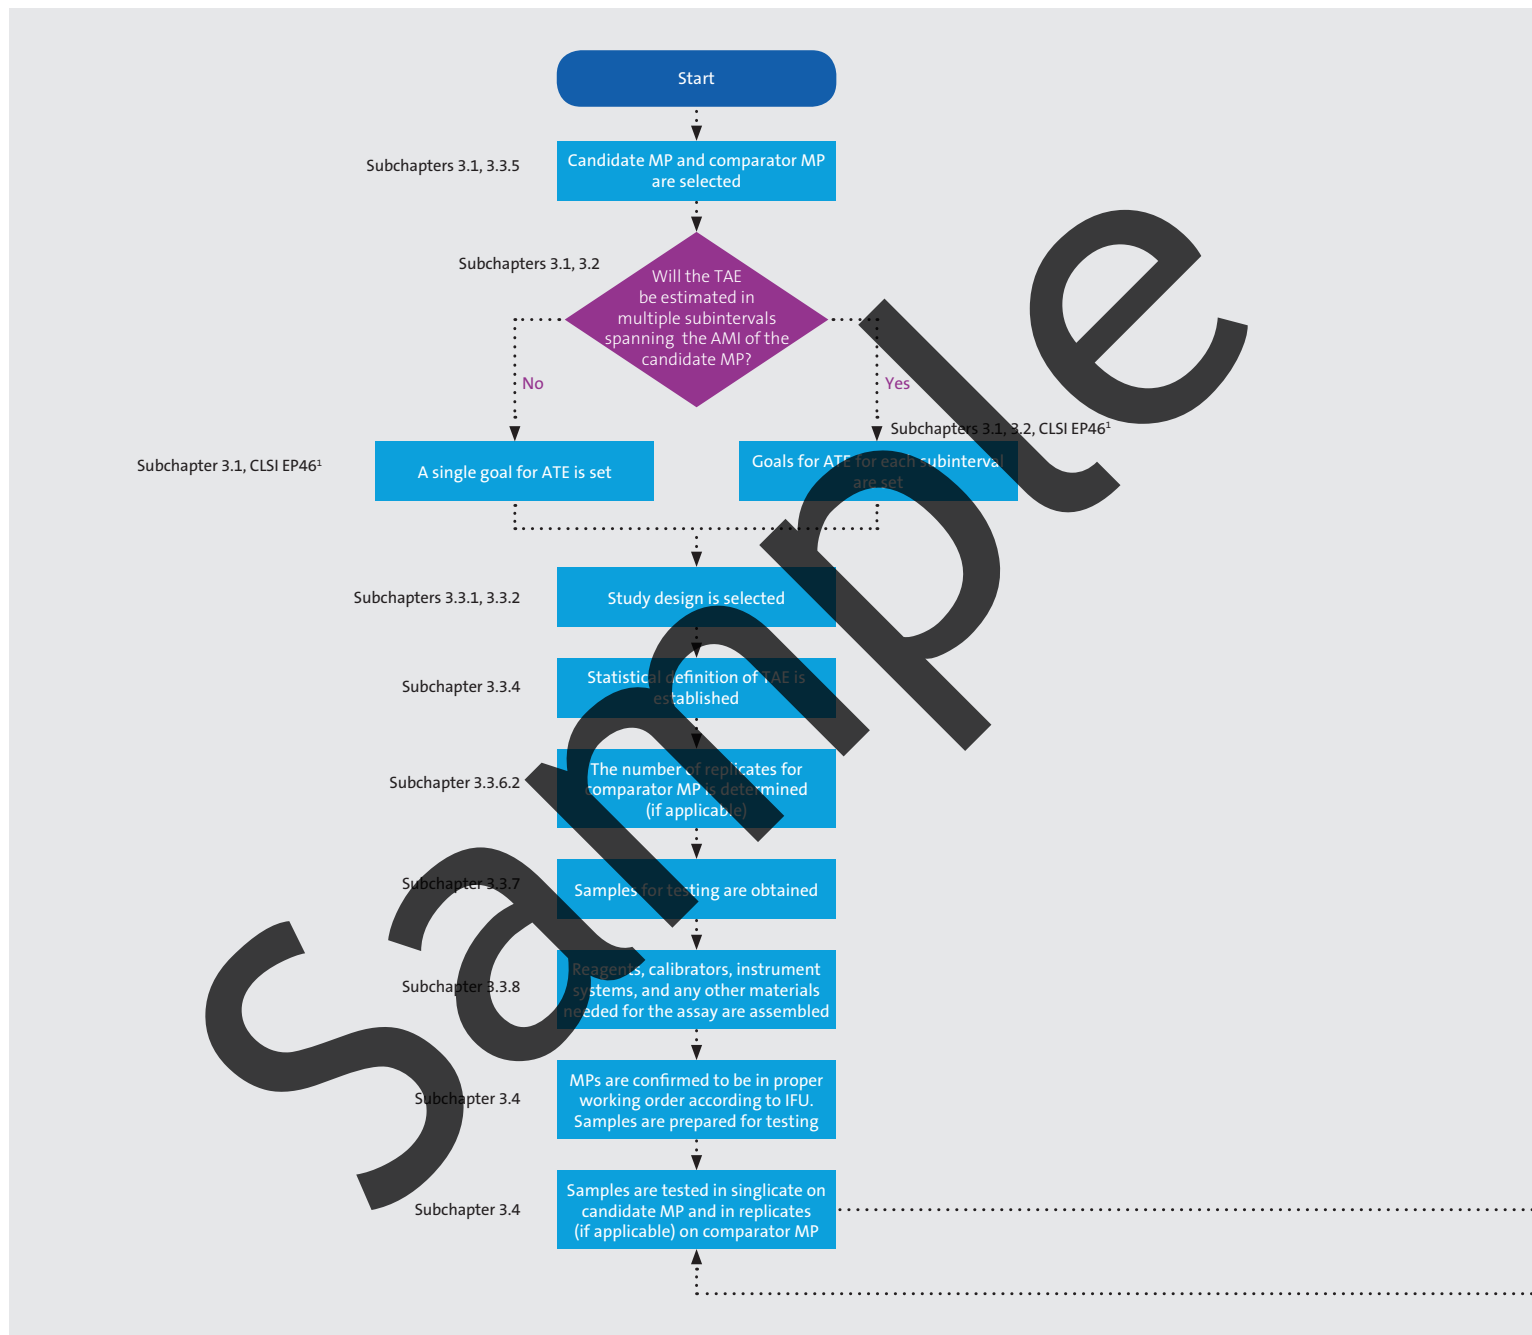 Start
Subchapters 3.1, 3.3.5
Candidate MP and comparator MP
are selected
Subchapters 3.1, 3.2
Will the TAE
be estimated in
multiple subintervals
spanning the AMI of the
candidate MP?
No
Yes
Subchapters 3.1, 3.2, CLSI EP46¹
Subchapter 3.1, CLSI EP46¹
A single goal for ATE is set
Goals for ATE for each subinterval
are set
Subchapters 3.3.1, 3.3.2
Study design is selected
Subchapter 3.3.4
Statistical definition of TAE is
established
Subchapter 3.3.6.2
The number of replicates for
comparator MP is determined
(if applicable)
Subchapter 3.3.7
Samples for testing are obtained
Subchapter 3.3.8
Reagents, calibrators, instrument
systems, and any other materials
needed for the assay are assembled
Subchapter 3.4
MPs are confirmed to be in proper
working order according to IFU.
Samples are prepared for testing
Subchapter 3.4
Samples are tested in singlicate on
candidate MP and in replicates
(if applicable) on comparator MP
Sample